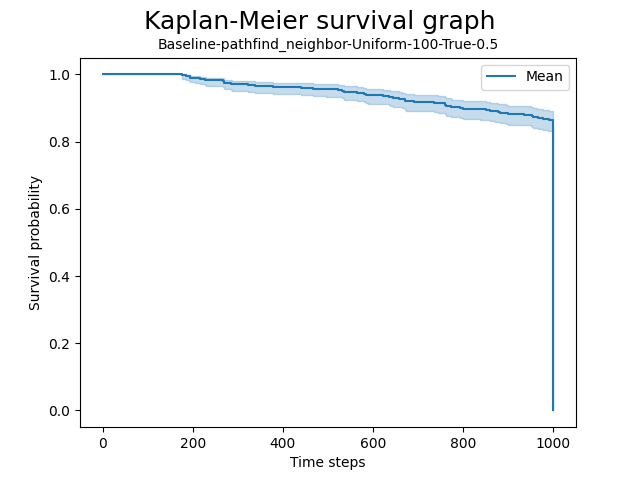 Kaplan-Meier survival graph
Baseline-pathfind_neighbor-Uniform-100-True-0.5
Mean
1.0
0.8
0.6
0.4
0.2
0.0
Survival probability
0 200 400 600 800 1000
Time steps